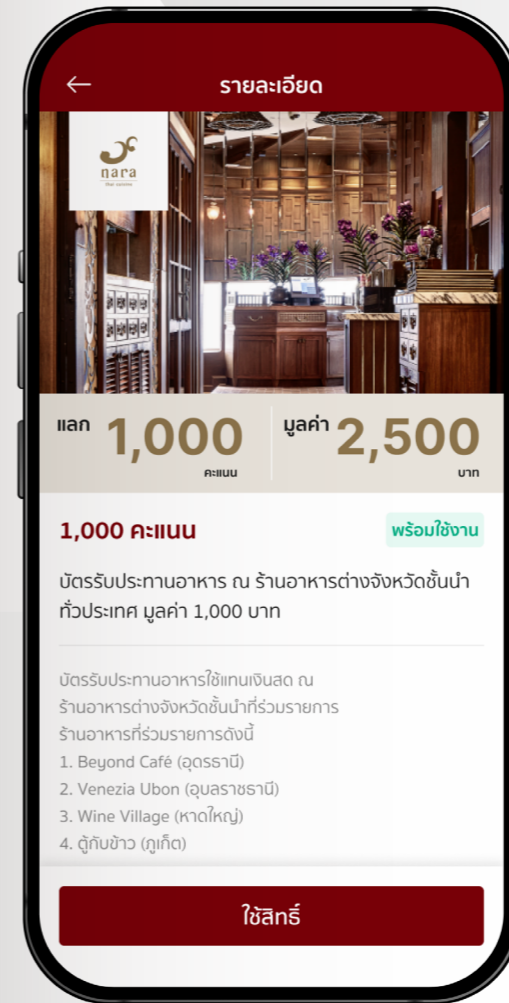 รายละเอียด
nara
thai cuisine
แลก 1,000 คะแนน
มูลค่า 2,500 บาท
1,000 คะแนน
พร้อมใช้งาน
บัตรรับประทานอาหาร ณ ร้านอาหารต่างจังหวัดชั้นนำ
ทั่วประเทศ มูลค่า 1,000 บาท
บัตรรับประทานอาหารใช้แทนเงินสด ณ
ร้านอาหารต่างจังหวัดชั้นนำที่ร่วมรายการ
ร้านอาหารที่ร่วมรายการดังนี้
1. Beyond Café (อุดรธานี)
2. Venezia Ubon (อุบลราชธานี)
3. Wine Village (หาดใหญ่)
4. ตู้กับข้าว (ภูเก็ต)
ใช้สิทธิ์